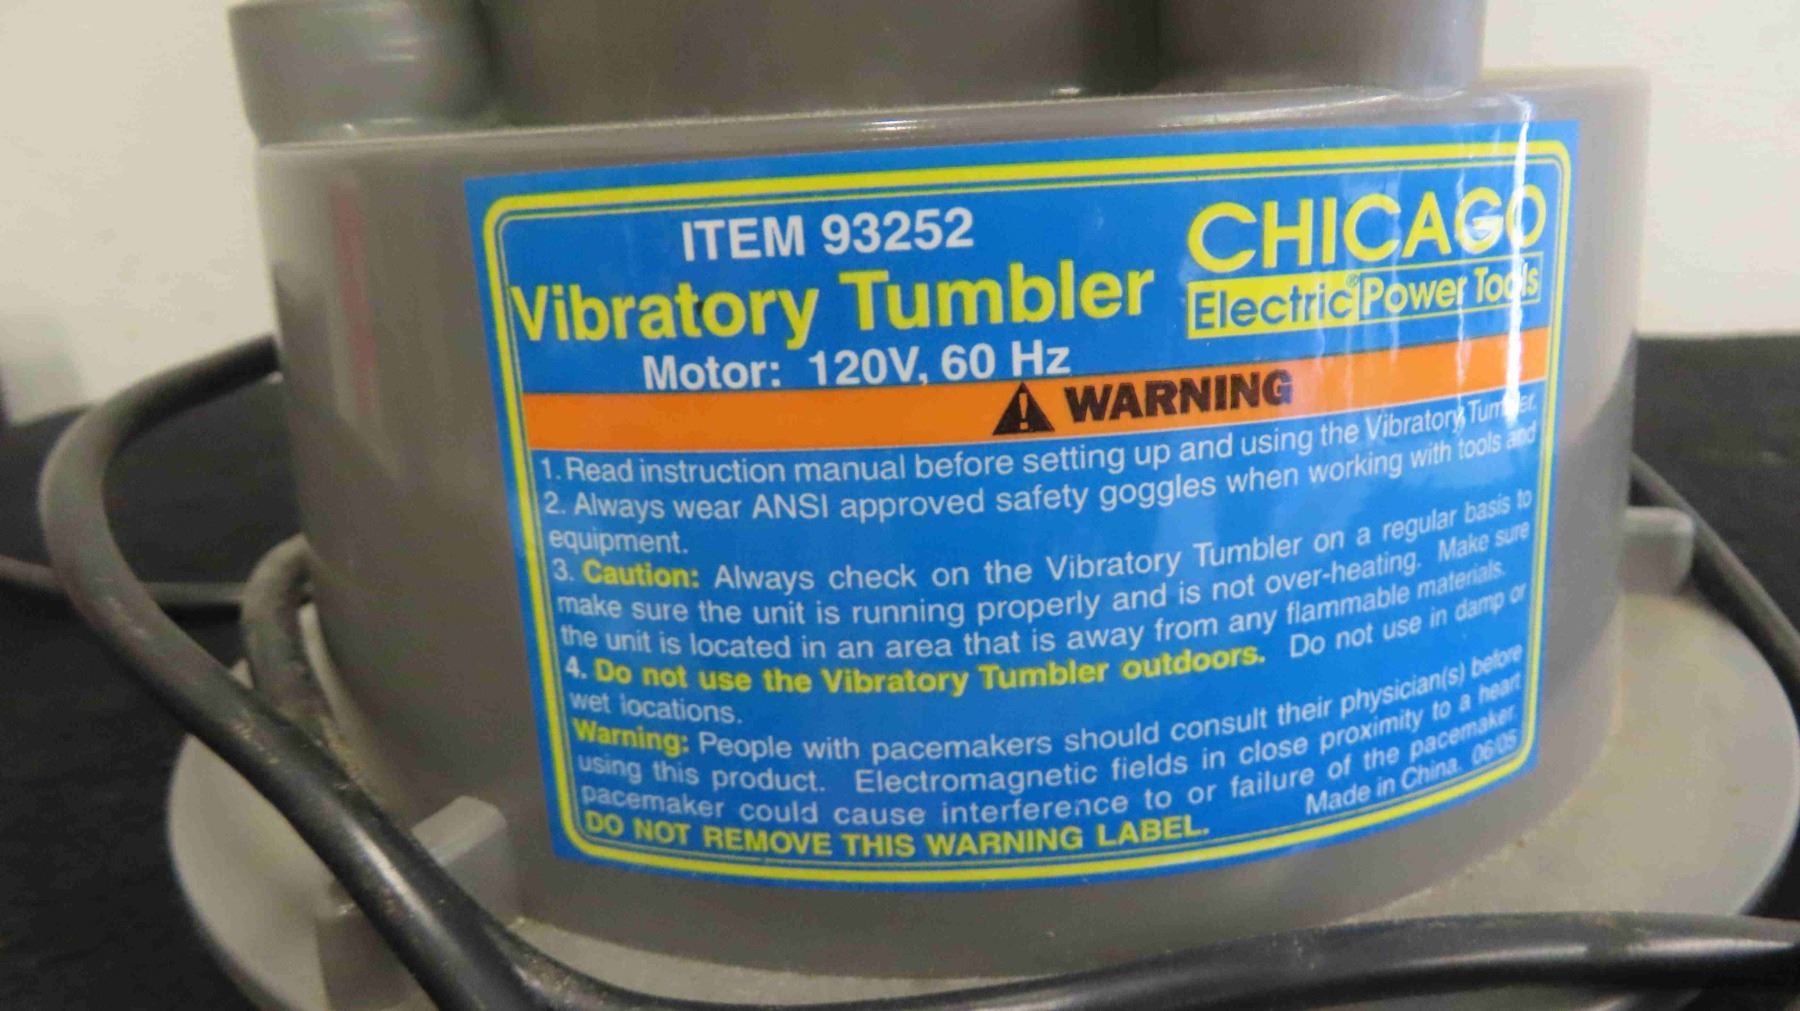 ITEM 93252
Vibratory Tumbler
Motor: 120V, 60 Hz
CHICAGO
Electric® Power Tools
⚠ WARNING
1. Read instruction manual before setting up and using the Vibratory Tumbler.
2. Always wear ANSI approved safety goggles when working with tools and
equipment.
3. Caution: Always check on the Vibratory Tumbler on a regular basis to
make sure the unit is running properly and is not over-heating. Make sure
the unit is located in an area that is away from any flammable materials.
4. Do not use the Vibratory Tumbler outdoors. Do not use in damp or
wet locations.
Warning: People with pacemakers should consult their physician(s) before
using this product. Electromagnetic fields in close proximity to a heart
pacemaker could cause interference to or failure of the pacemaker.
DO NOT REMOVE THIS WARNING LABEL.
Made in China. 06/05